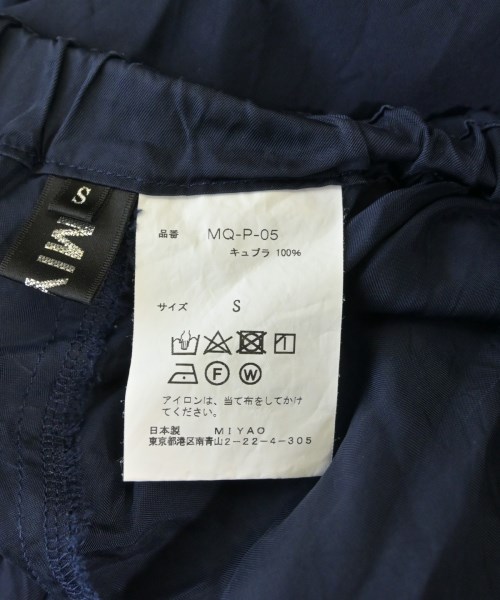 S
MIY
品番 MQ-P-05
キュプラ 100%
サイズ S
F W
アイロンは、当て布をしてかけ
てください。
日本製 MIYAO
東京都港区南青山2-22-4-305